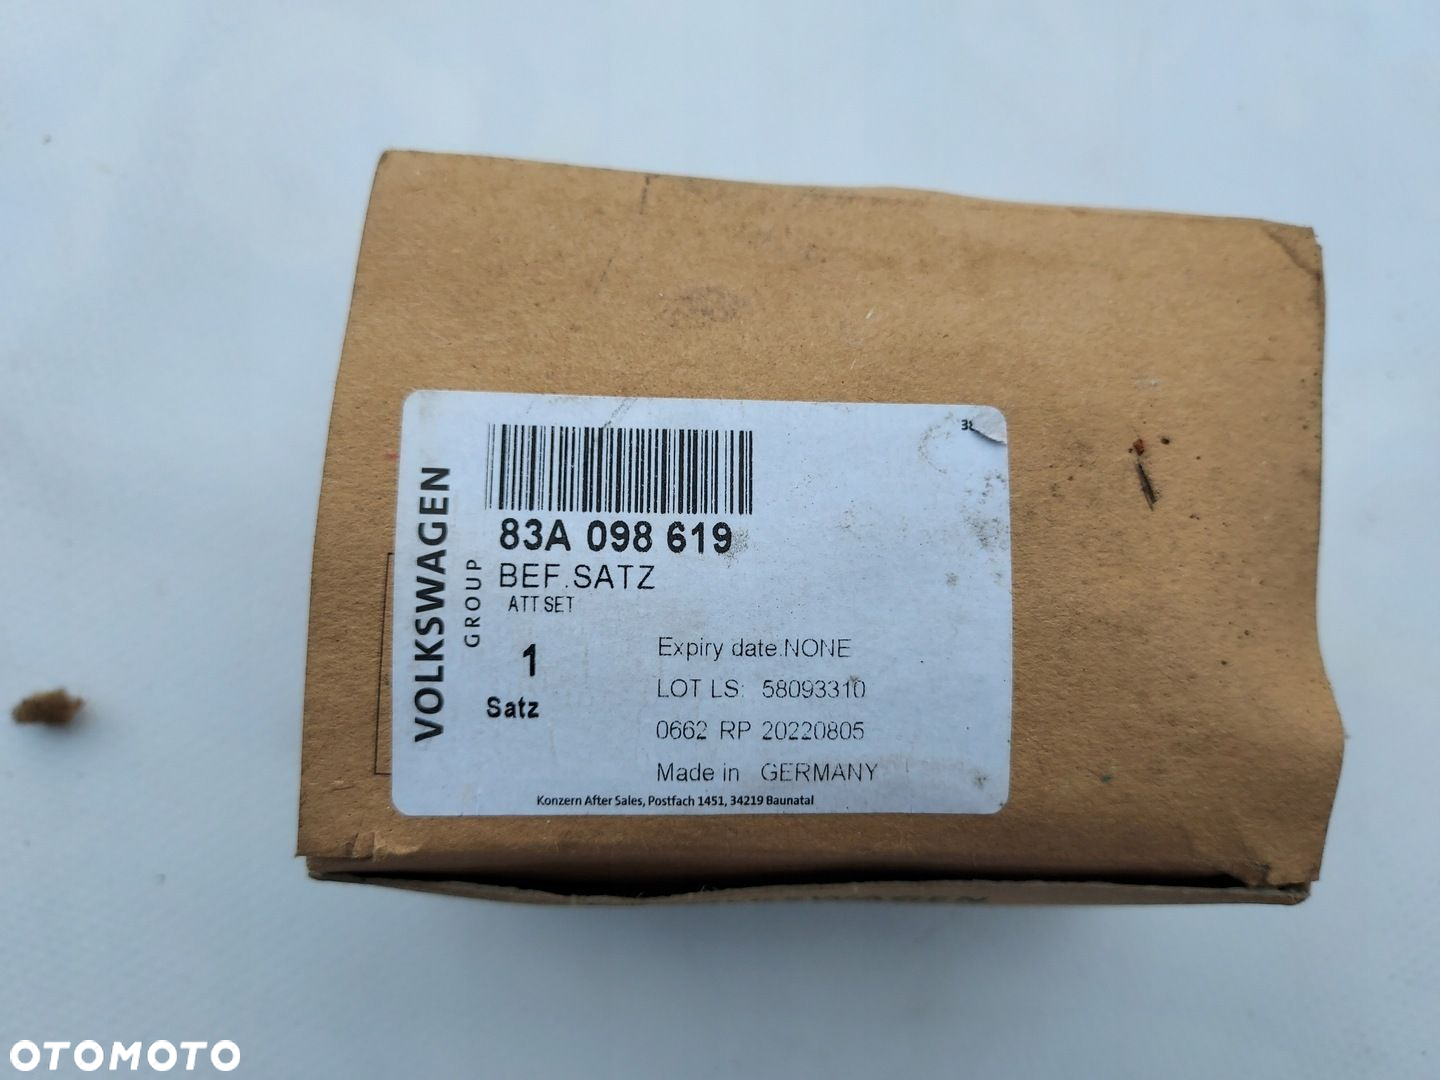 VOLKSWAGEN
GROUP
83A 098 619
BEF.SATZ
ATT SET
1
Satz
Expiry date:NONE
LOT LS: 58093310
0662 RP 20220805
Made in GERMANY
Konzern After Sales, Postfach 1451, 34219 Baunatal
OTOMOTO